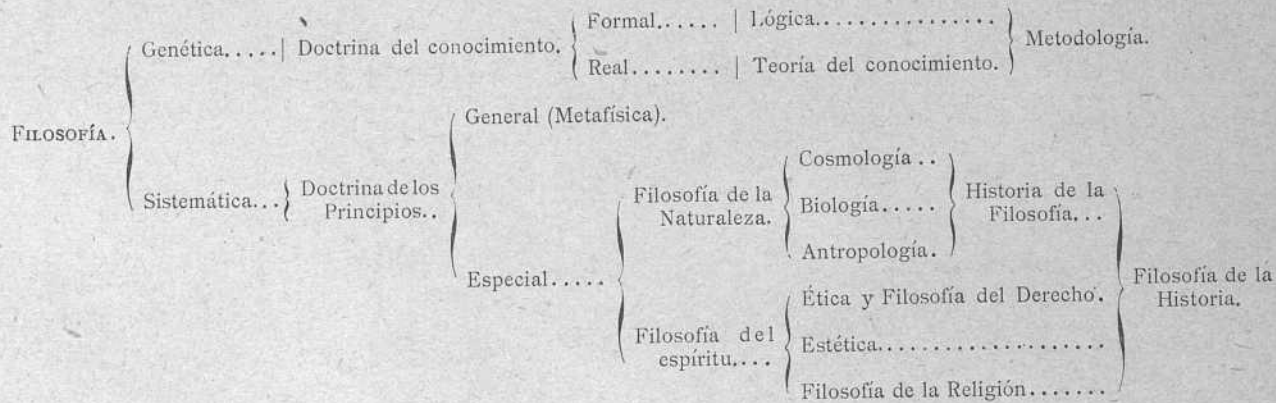 Formal...... | Lógica................
Genética.....| Doctrina del conocimiento.
Metodología.
Real........ | Teoría del conocimiento.
General (Metafísica).
FILOSOFÍA.
Cosmología ..
Sistemática... Doctrina de los
Principios..
Filosofía de la
Naturaleza.
Biología.....
Historia de la
Filosofía...
Antropología.
Especial.....
Filosofía de la
Historia.
Ética y Filosofía del Derecho.
Filosofía del
espíritu....
Estética.....................
Filosofía de la Religión.......